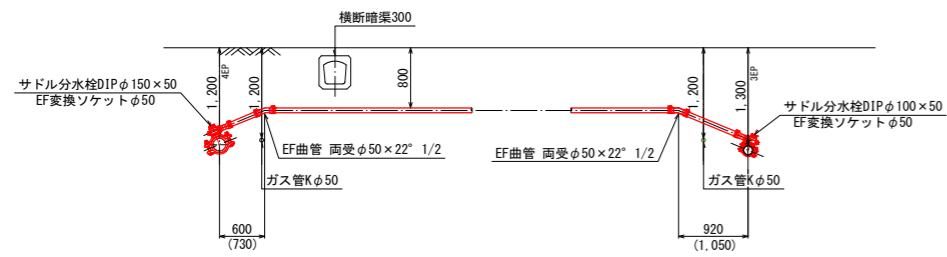 横断暗渠300
サドル分水栓DIPφ150×50
EF変換ソケットφ50
1,200
4EP
1,200
800
1,200
1,300
3EP
サドル分水栓DIPφ100×50
EF変換ソケットφ50
EF曲管 両受φ50×22° 1/2
EF曲管 両受φ50×22° 1/2
ガス管Kφ50
ガス管Kφ50
600
(730)
920
(1,050)